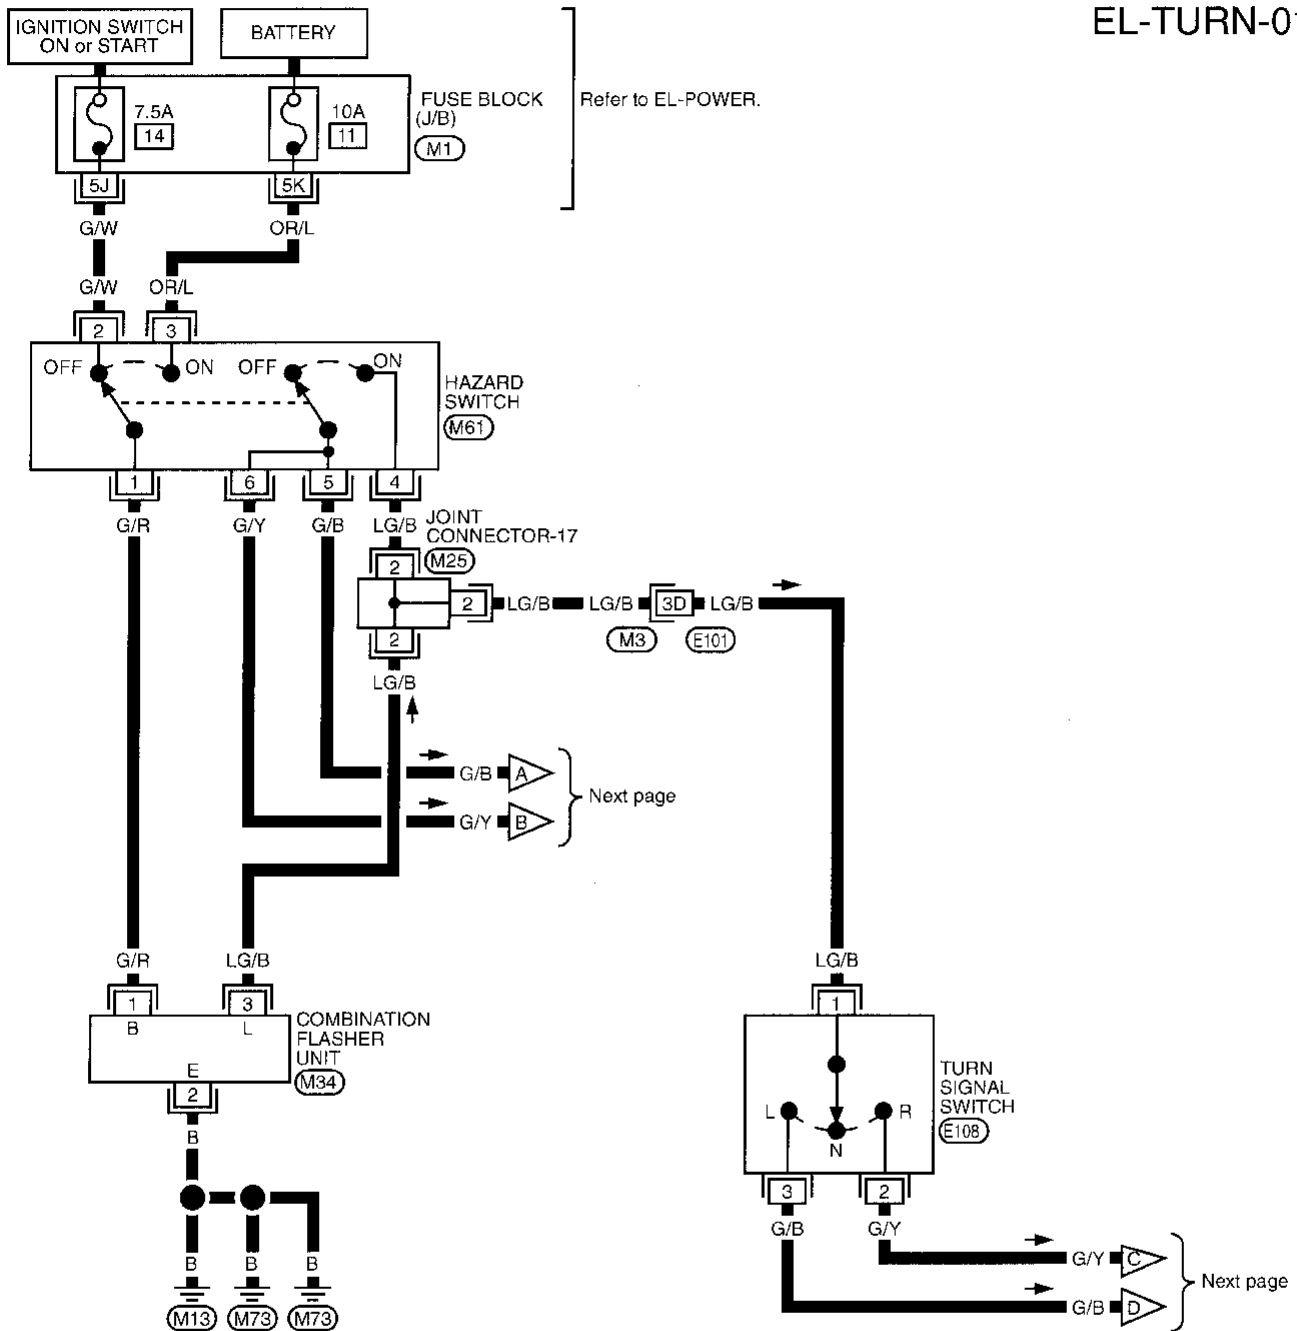 EL-TURN-01
IGNITION SWITCH
ON or START
BATTERY
7.5A
14
10A
11
FUSE BLOCK
(J/B)
M1
Refer to EL-POWER.
5J
5K
G/W
OR/L
G/W
OR/L
2
3
OFF
ON
OFF
ON
HAZARD
SWITCH
M61
1
6
5
4
G/R
G/Y
G/B
LG/B
JOINT
CONNECTOR-17
M25
2
2
LG/B
LG/B
3D
LG/B
M3
E101
2
LG/B
G/B
A
G/Y
B
Next page
G/R
LG/B
LG/B
1
B
3
L
E
2
COMBINATION
FLASHER
UNIT
M34
1
L
N
R
TURN
SIGNAL
SWITCH
E108
B
3
2
G/B
G/Y
B
B
B
M13
M73
M73
G/Y
C
G/B
D
Next page